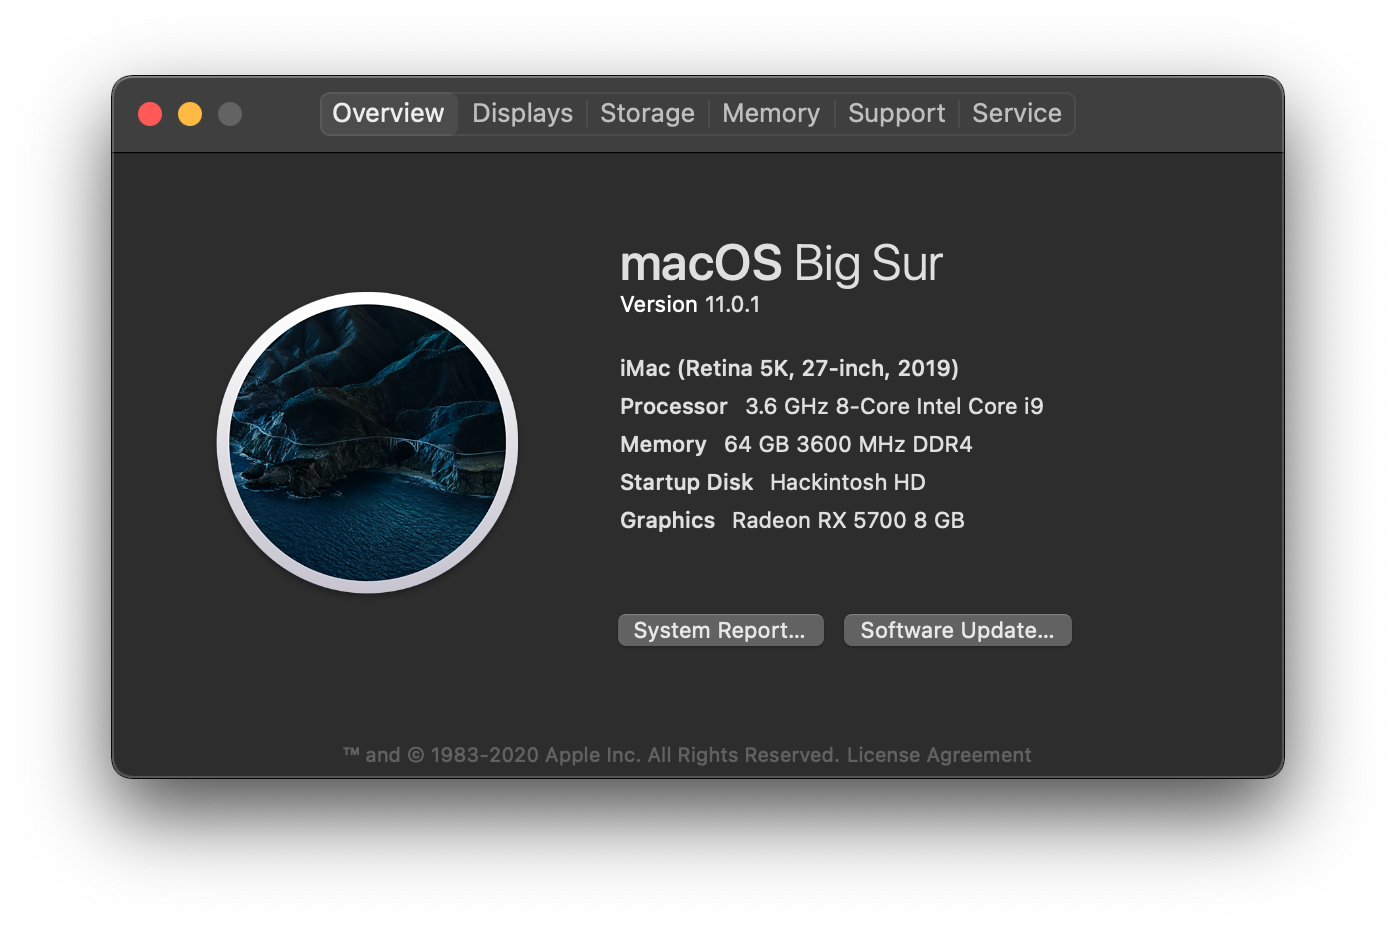 Overview Displays Storage Memory Support Service
macOS Big Sur
Version 11.0.1
iMac (Retina 5K, 27-inch, 2019)
Processor 3.6 GHz 8-Core Intel Core i9
Memory 64 GB 3600 MHz DDR4
Startup Disk Hackintosh HD
Graphics Radeon RX 5700 8 GB
System Report... Software Update...
™ and © 1983-2020 Apple Inc. All Rights Reserved. License Agreement